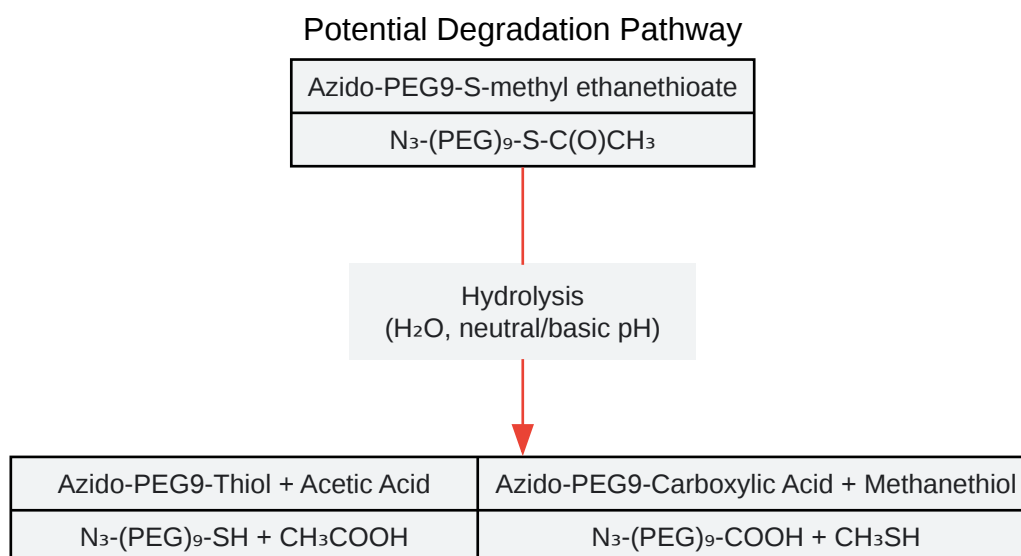 Potential Degradation Pathway
Azido-PEG9-S-methyl ethanethioate
N₃-(PEG)₉-S-C(O)CH₃
Hydrolysis
(H₂O, neutral/basic pH)
Azido-PEG9-Thiol + Acetic Acid
Azido-PEG9-Carboxylic Acid + Methanethiol
N₃-(PEG)₉-SH + CH₃COOH
N₃-(PEG)₉-COOH + CH₃SH